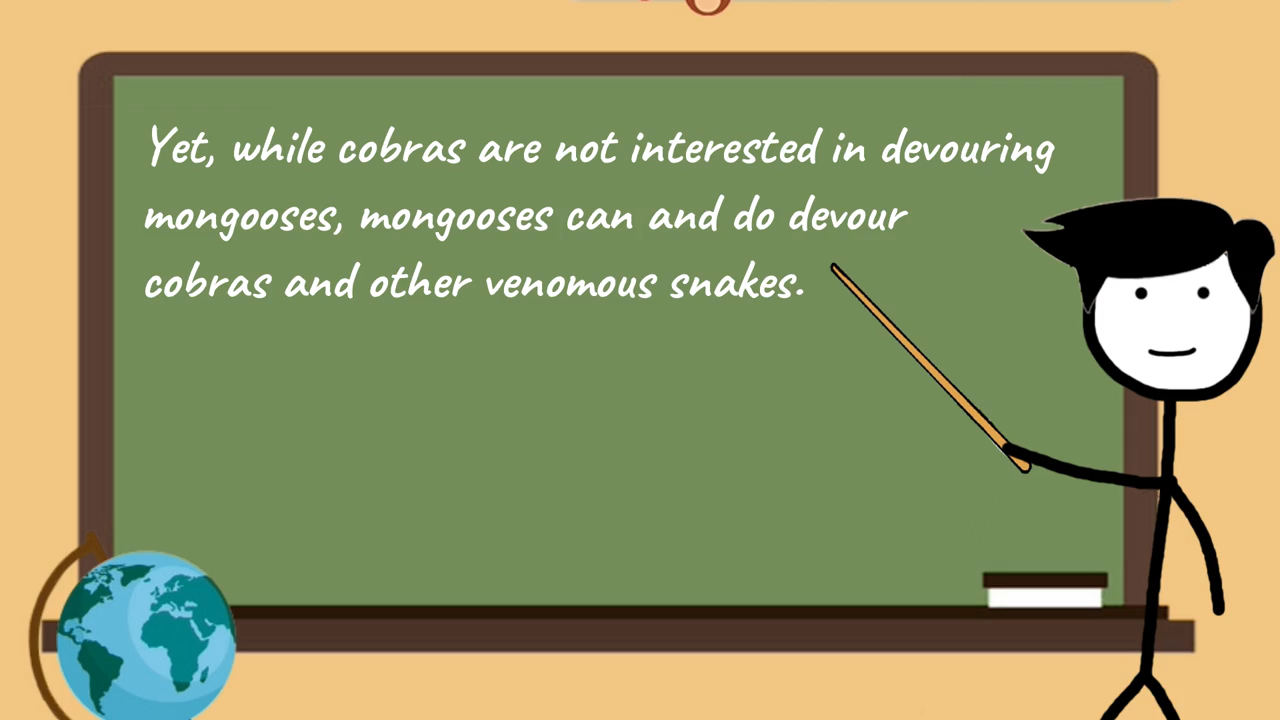 Yet, while cobras are not interested in devouring
mongooses, mongooses can and do devour
cobras and other venomous snakes.